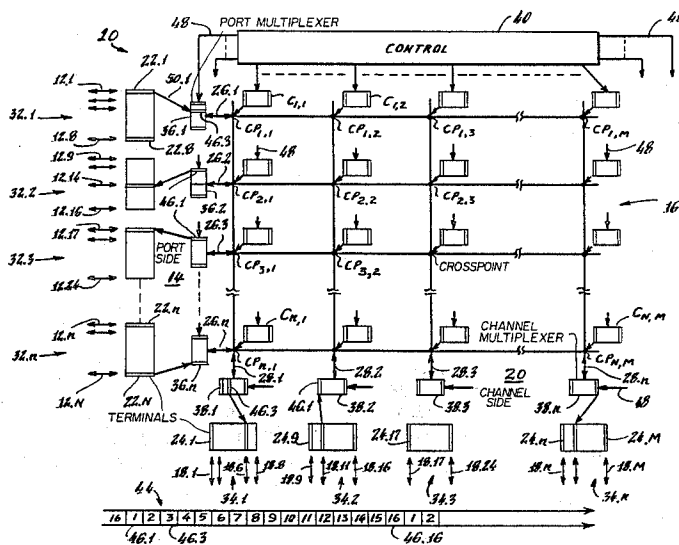 20
PORT MULTIPLEXER
48 40 48
CONTROL
22.1
50.1
12.1
26.1 C1,1 C1,2
32.1
36.1 46.3 CP1,1 CP1,2 CP1,3 CP1,M
12.8 22.8
12.9 48 48
12.14 46.1 26.2
32.2
12.16 36.2 CP2,1 CP2,2 CP2,3 16
12.17
32.3 PORT SIDE 26.3
14 CP3,1 CP3,2 CROSSPOINT
12.24
12.n 22.n 26.n Cn,1 CHANNEL MULTIPLEXER CN,M
32.n
36.n CPn,1 28.1 28.2 28.3 20 CHANNEL SIDE CPN,M 28.n
12.N 22.N
38.1 46.3 46.1 38.2 38.3 38.n 48
TERMINALS
24.1 24.9 24.17 24.n 24.M
18.1 18.6 18.8 18.9 18.11 18.16 18.17 18.24 18.n 18.M
34.1 34.2 34.3 34.n
44
16 1 2 3 4 5 6 7 8 9 10 11 12 13 14 15 16 1 2
46.1 46.3 46.16